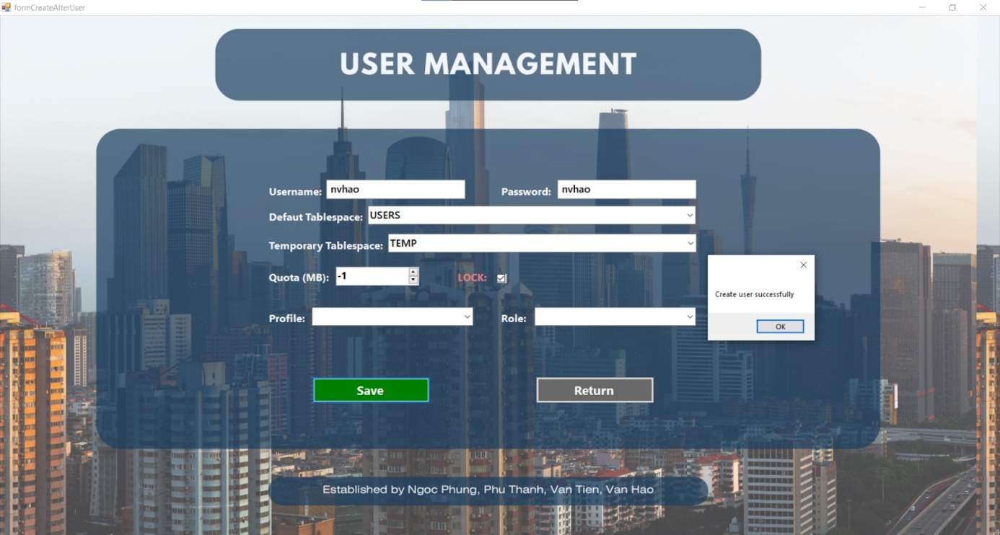 formCreateAlterUser
USER MANAGEMENT
Username: nvhao Password: nvhao
Defaut Tablespace: USERS
Temporary Tablespace: TEMP
Quota (MB): -1 LOCK:
Create user successfully
Profile: Role:
OK
Save Return
Established by Ngoc Phung, Phu Thanh, Van Tien, Van Hao